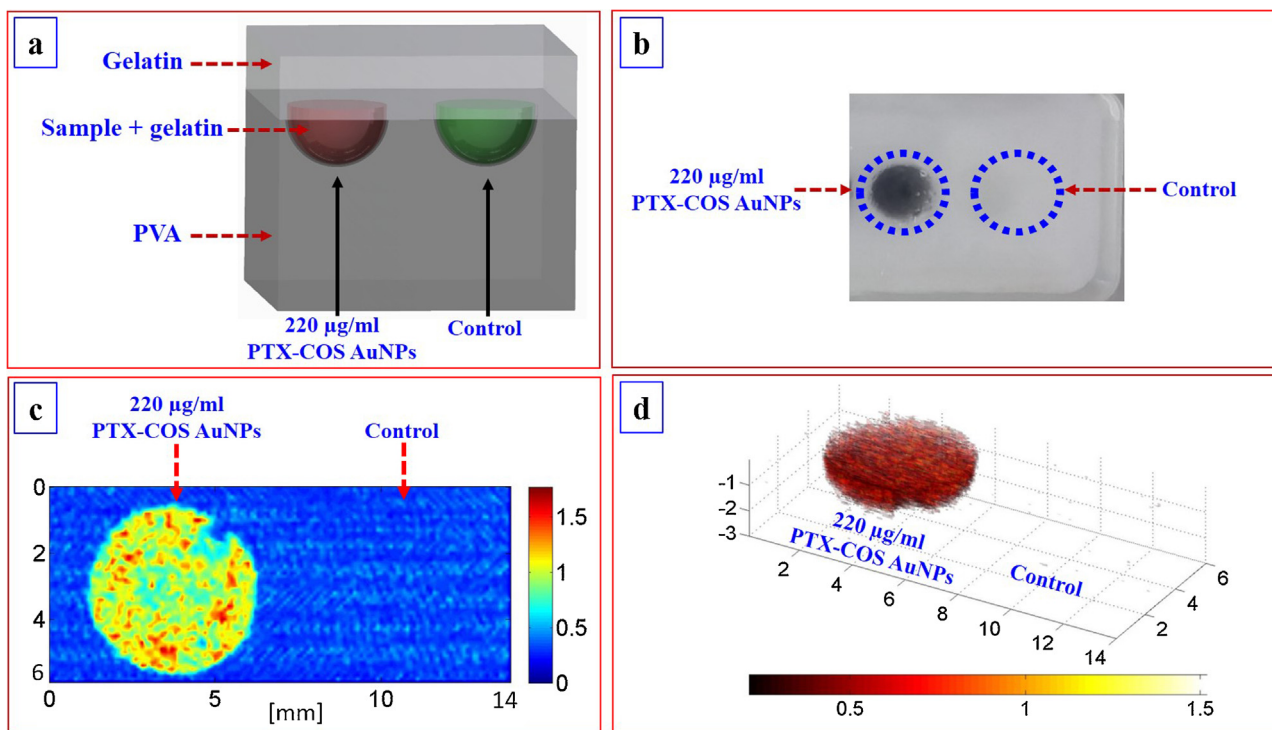 a
Gelatin
Sample + gelatin
PVA
220 µg/ml
PTX-COS AuNPs
Control
b
220 µg/ml
PTX-COS AuNPs
Control
c
220 µg/ml
PTX-COS AuNPs
Control
0
2
4
6
0
5
10
14
[mm]
1.5
1
0.5
0
d
-1
-2
-3
220 µg/ml
PTX-COS AuNPs
Control
2
4
6
8
10
12
14
2
4
6
0.5
1
1.5